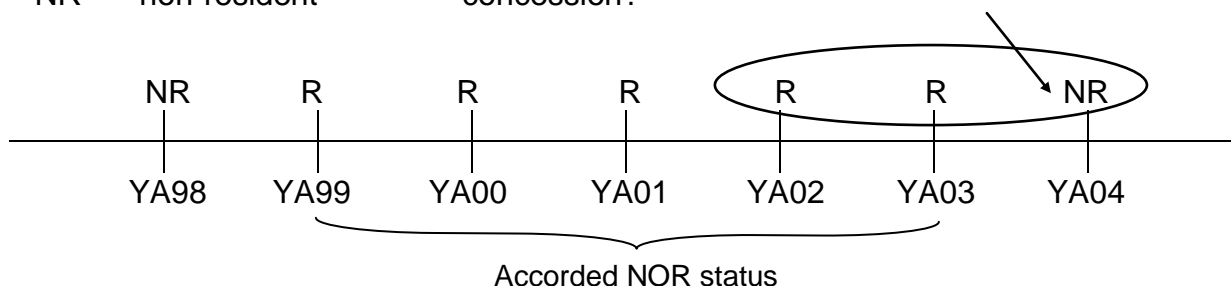 NR non-resident concession?
NR R R R R R NR
YA98 YA99 YA00 YA01 YA02 YA03 YA04
Accorded NOR status